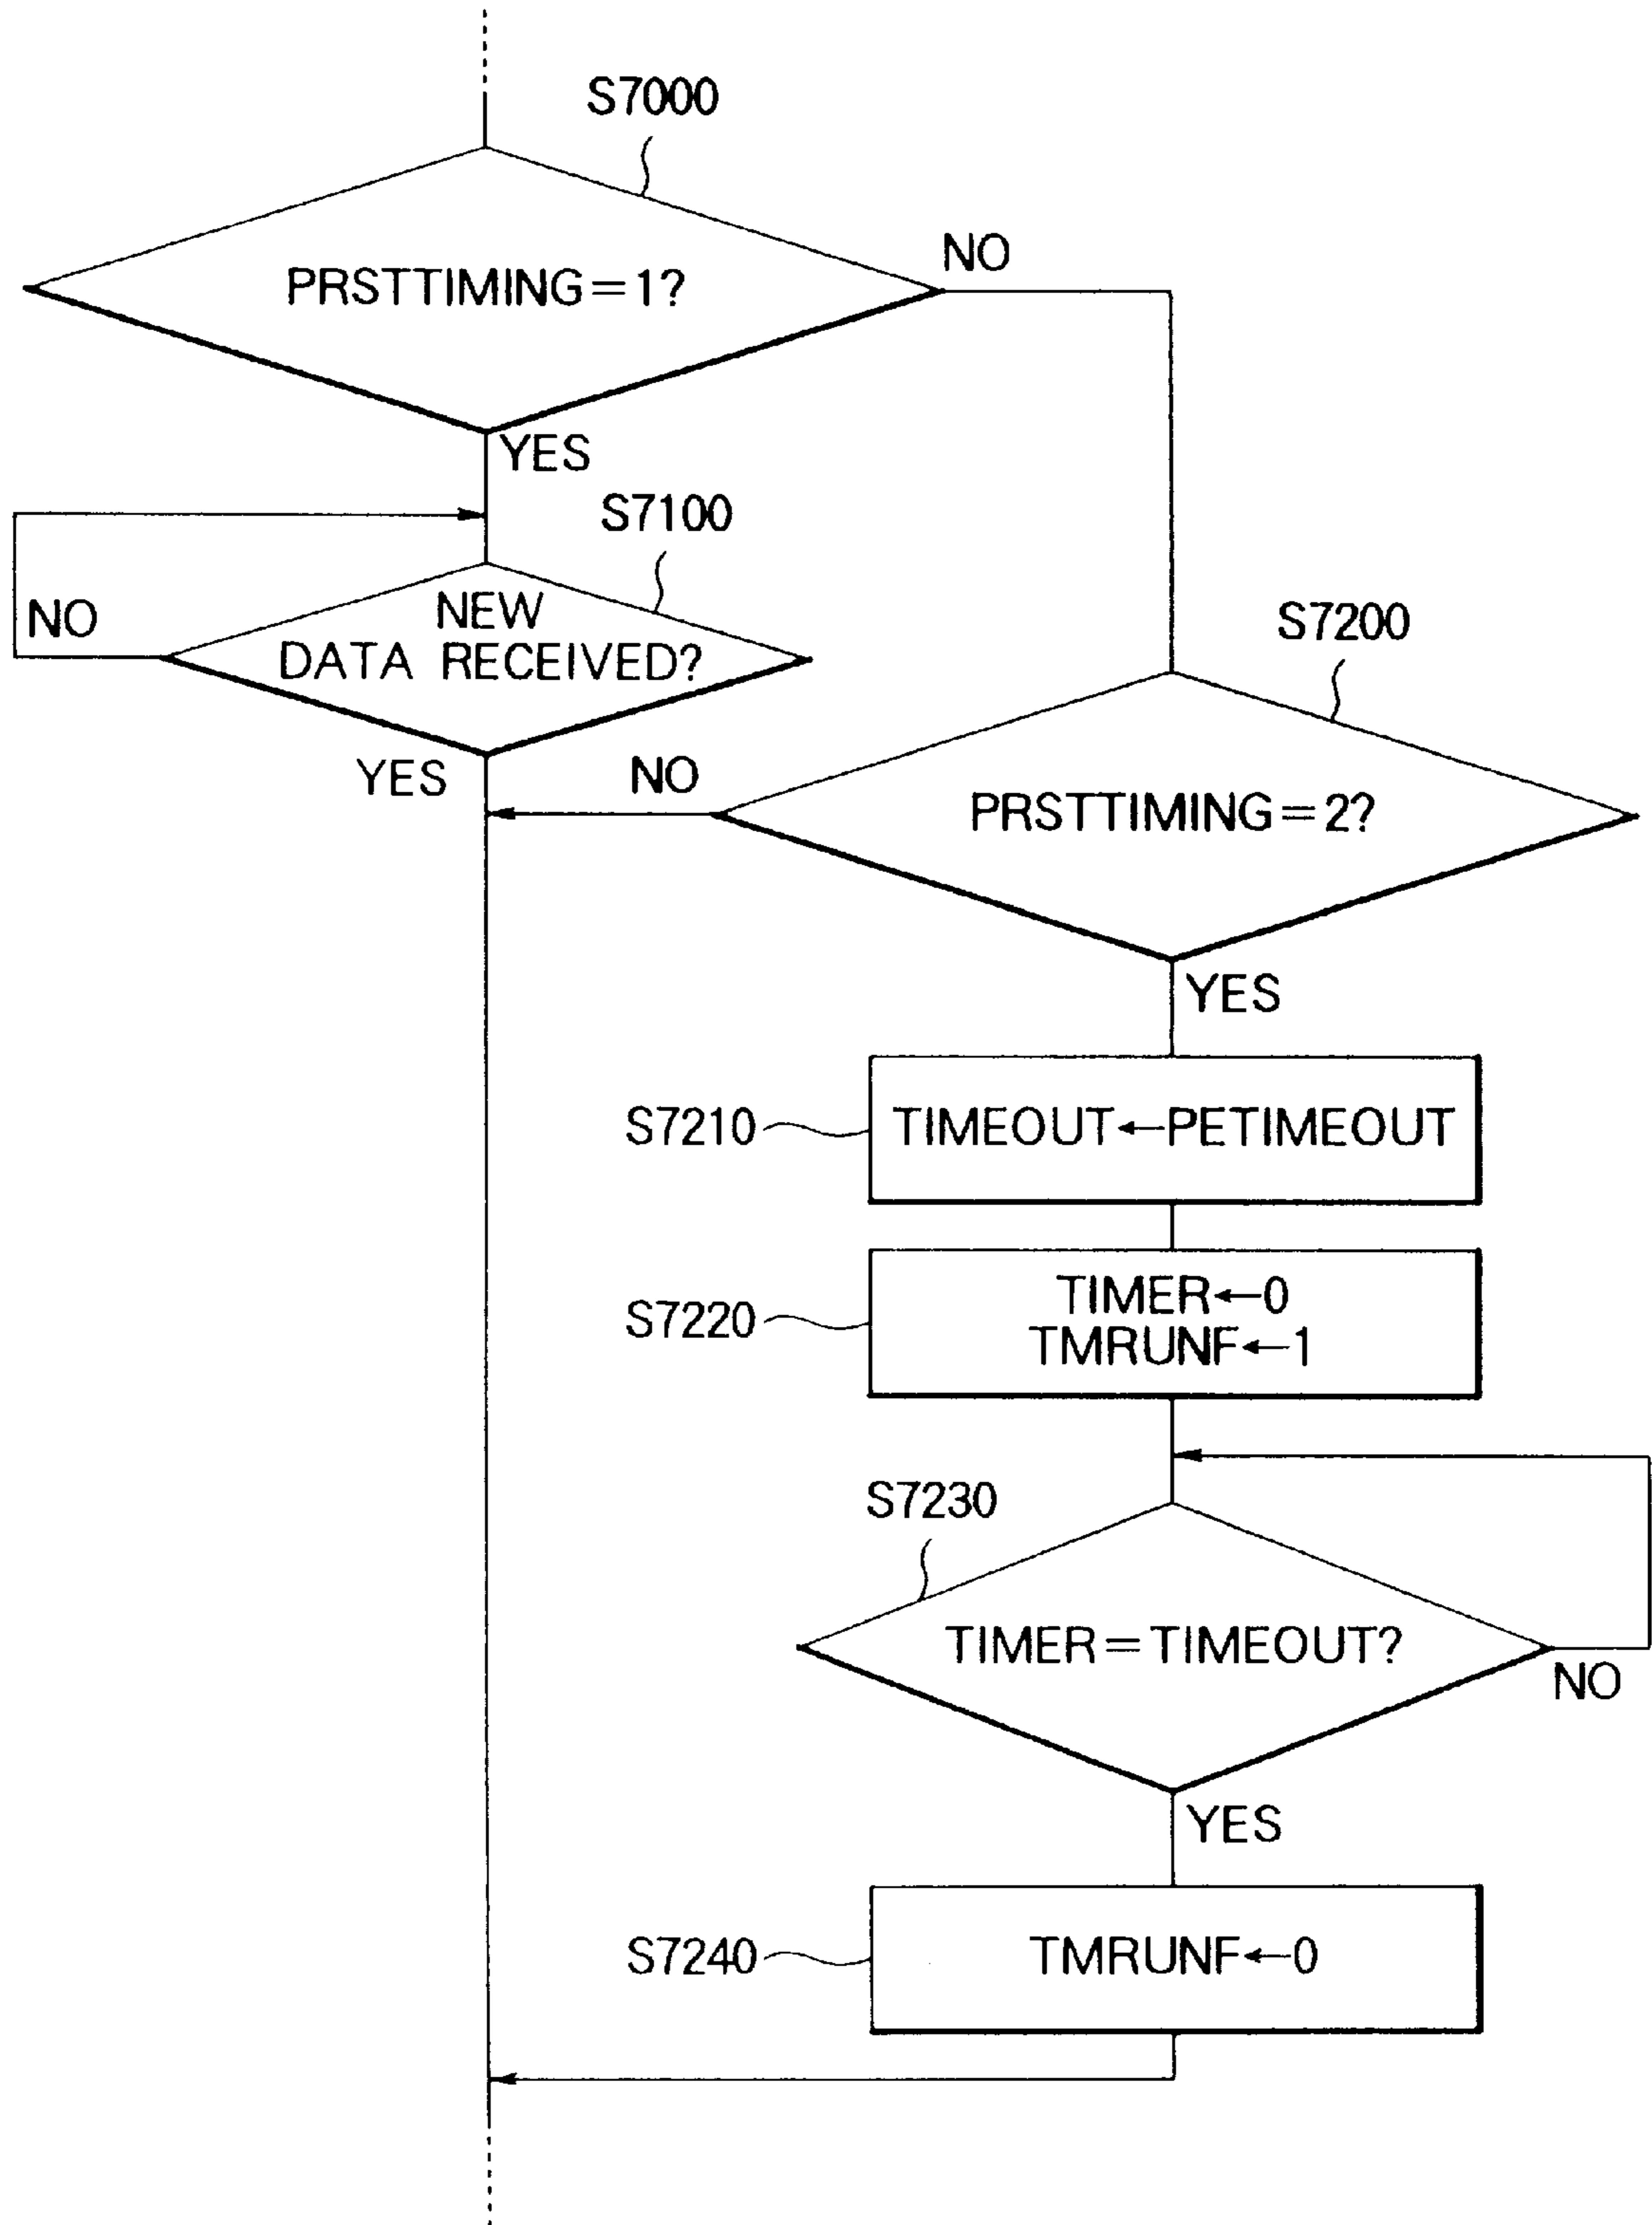 S7000
PRSTTIMING=1?
NO
YES
S7100
NEW
DATA RECEIVED?
NO
YES
S7200
NO
PRSTTIMING=2?
YES
S7210
TIMEOUT←PETIMEOUT
S7220
TIMER←0
TMRUNF←1
S7230
TIMER=TIMEOUT?
NO
YES
S7240
TMRUNF←0